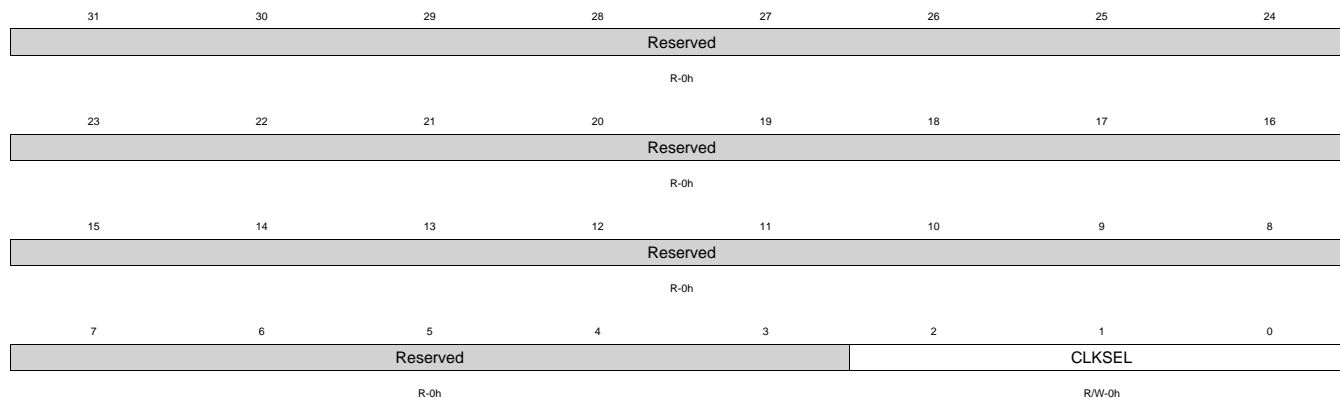 31 30 29 28 27 26 25 24
Reserved
R-0h
23 22 21 20 19 18 17 16
Reserved
R-0h
15 14 13 12 11 10 9 8
Reserved
R-0h
7 6 5 4 3 2 1 0
Reserved CLKSEL
R-0h R/W-0h